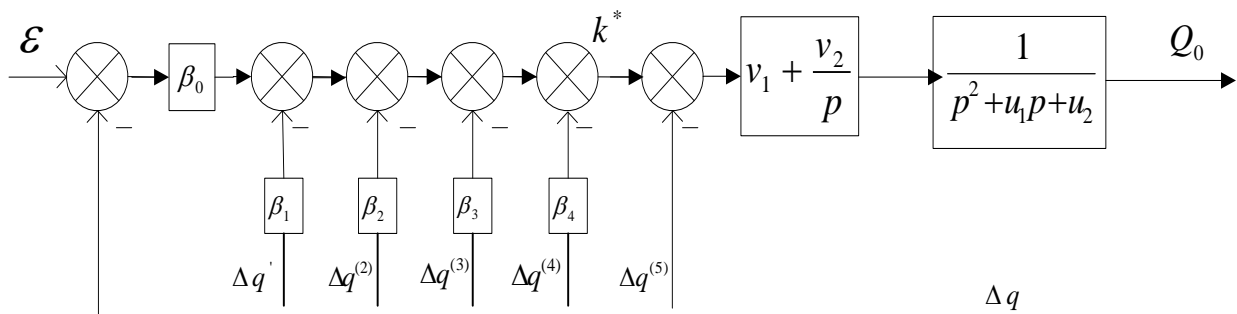 ε
k*
Q₀
β₀
v₁ + v₂/p
1/(p² + u₁p + u₂)
− − − − − −
β₁ β₂ β₃ β₄
Δq' Δq⁽²⁾ Δq⁽³⁾ Δq⁽⁴⁾ Δq⁽⁵⁾
Δq